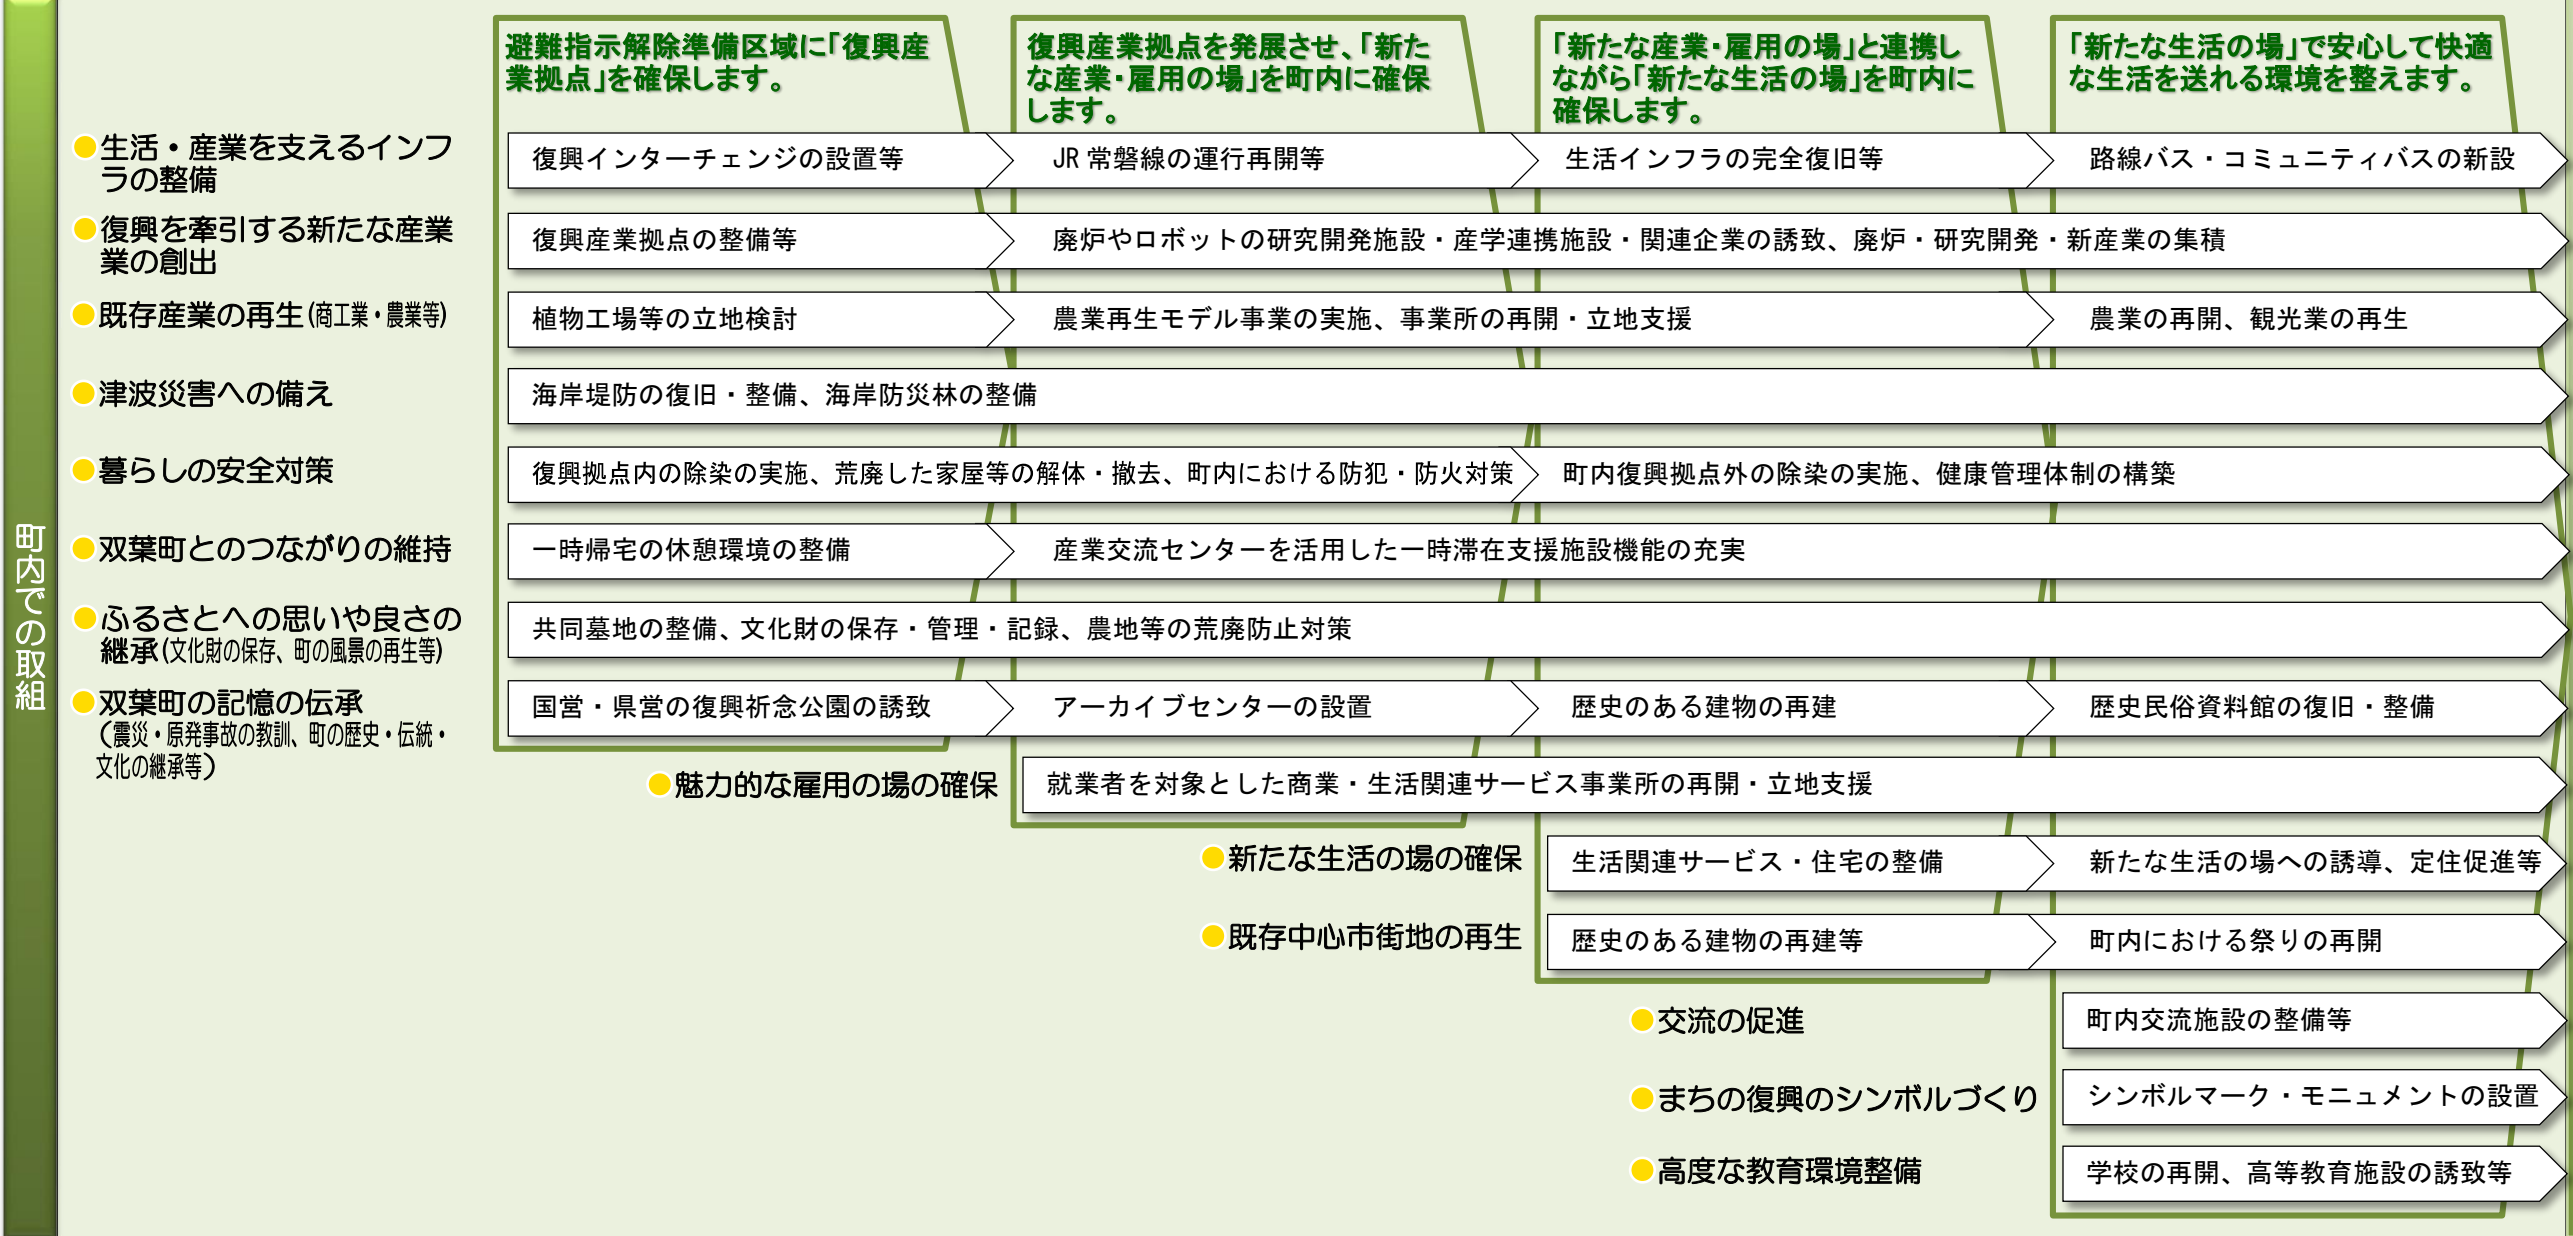 町内での取組
避難指示解除準備区域に「復興産
業拠点」を確保します。
復興産業拠点を発展させ、「新た
な産業・雇用の場」を町内に確保
します。
「新たな産業・雇用の場」と連携し
ながら「新たな生活の場」を町内に
確保します。
「新たな生活の場」で安心して快適
な生活を送れる環境を整えます。
●生活・産業を支えるインフ
ラの整備
復興インターチェンジの設置等
JR 常磐線の運行再開等
生活インフラの完全復旧等
路線バス・コミュニティバスの新設
●復興を牽引する新たな産業
業の創出
復興産業拠点の整備等
廃炉やロボットの研究開発施設・産学連携施設・関連企業の誘致、廃炉・研究開発・新産業の集積
●既存産業の再生(商工業・農業等)
植物工場等の立地検討
農業再生モデル事業の実施、事業所の再開・立地支援
農業の再開、観光業の再生
●津波災害への備え
海岸堤防の復旧・整備、海岸防災林の整備
●暮らしの安全対策
復興拠点内の除染の実施、荒廃した家屋等の解体・撤去、町内における防犯・防火対策
町内復興拠点外の除染の実施、健康管理体制の構築
●双葉町とのつながりの維持
一時帰宅の休憩環境の整備
産業交流センターを活用した一時滞在支援施設機能の充実
●ふるさとへの思いや良さの
継承(文化財の保存、町の風景の再生等)
共同墓地の整備、文化財の保存・管理・記録、農地等の荒廃防止対策
●双葉町の記憶の伝承
(震災・原発事故の教訓、町の歴史・伝統・
文化の継承等)
国営・県営の復興祈念公園の誘致
アーカイブセンターの設置
歴史のある建物の再建
歴史民俗資料館の復旧・整備
●魅力的な雇用の場の確保
就業者を対象とした商業・生活関連サービス事業所の再開・立地支援
●新たな生活の場の確保
生活関連サービス・住宅の整備
新たな生活の場への誘導、定住促進等
●既存中心市街地の再生
歴史のある建物の再建等
町内における祭りの再開
●交流の促進
町内交流施設の整備等
●まちの復興のシンボルづくり
シンボルマーク・モニュメントの設置
●高度な教育環境整備
学校の再開、高等教育施設の誘致等